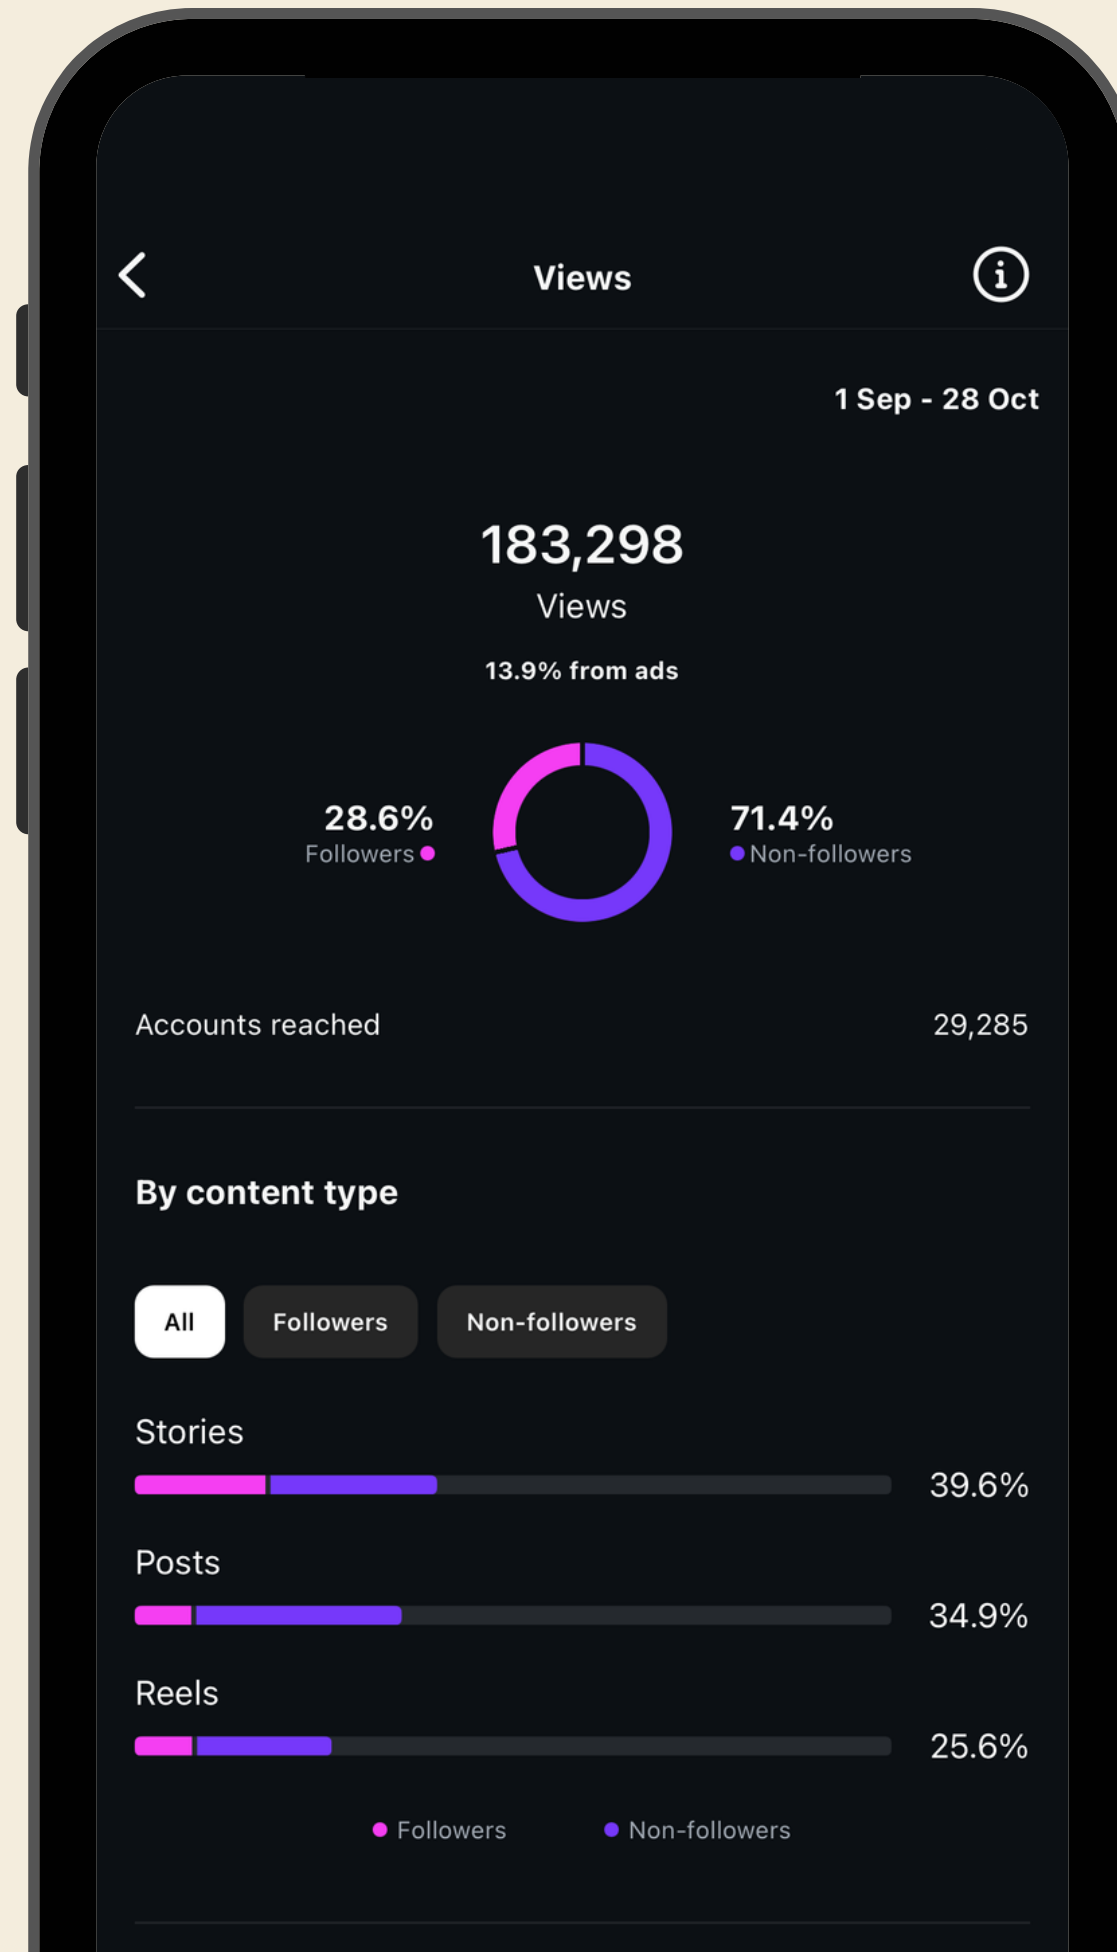 Views
1 Sep - 28 Oct
183,298
Views
13.9% from ads
28.6%
Followers
71.4%
Non-followers
Accounts reached
29,285
By content type
All
Followers
Non-followers
Stories
39.6%
Posts
34.9%
Reels
25.6%
Followers
Non-followers